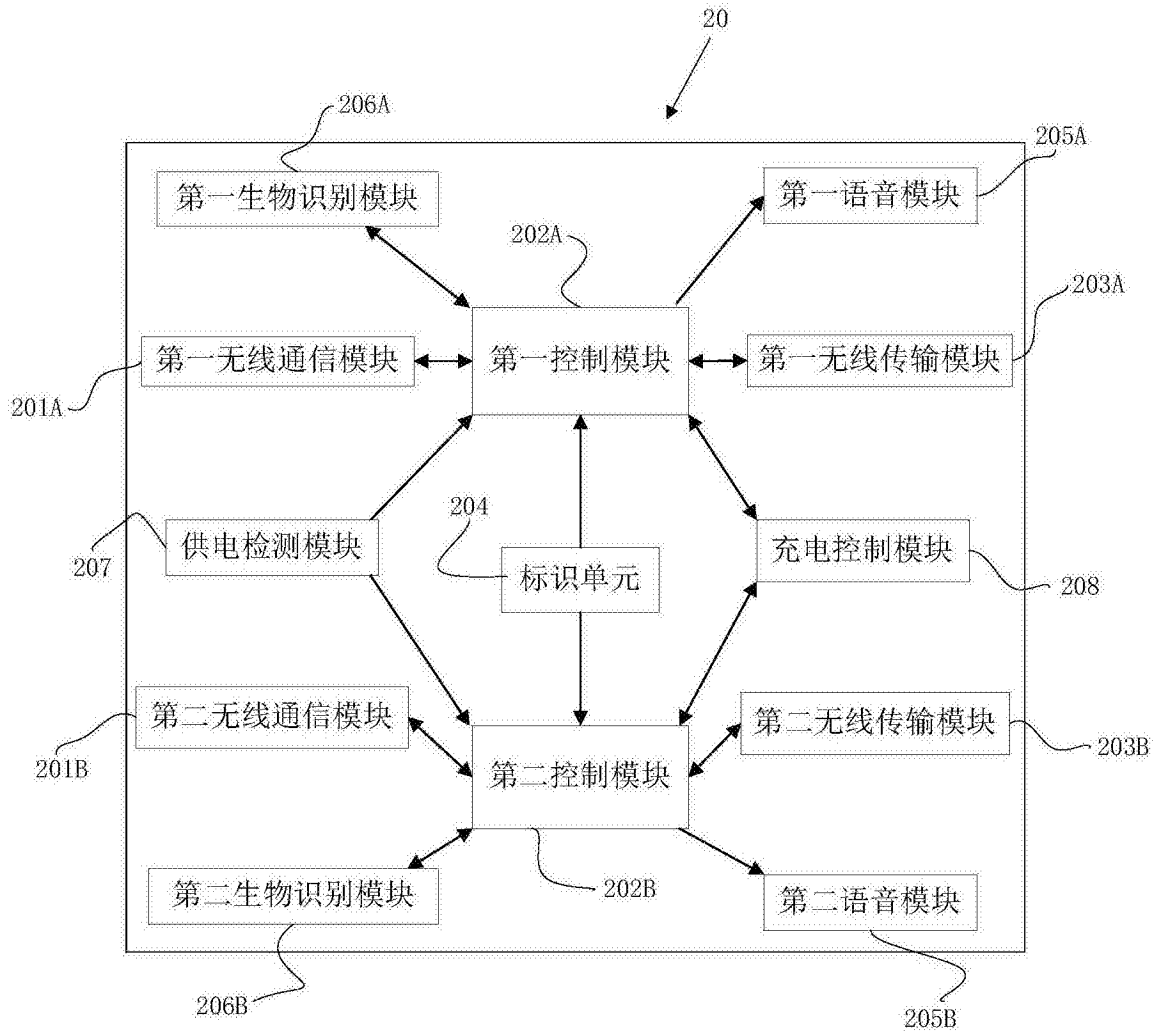 20
206A
205A
第一生物识别模块
第一语音模块
202A
203A
第一无线通信模块
第一控制模块
第一无线传输模块
201A
204
供电检测模块
标识单元
充电控制模块
207
208
第二无线通信模块
第二无线传输模块
201B
第二控制模块
203B
第二生物识别模块
202B
第二语音模块
206B
205B